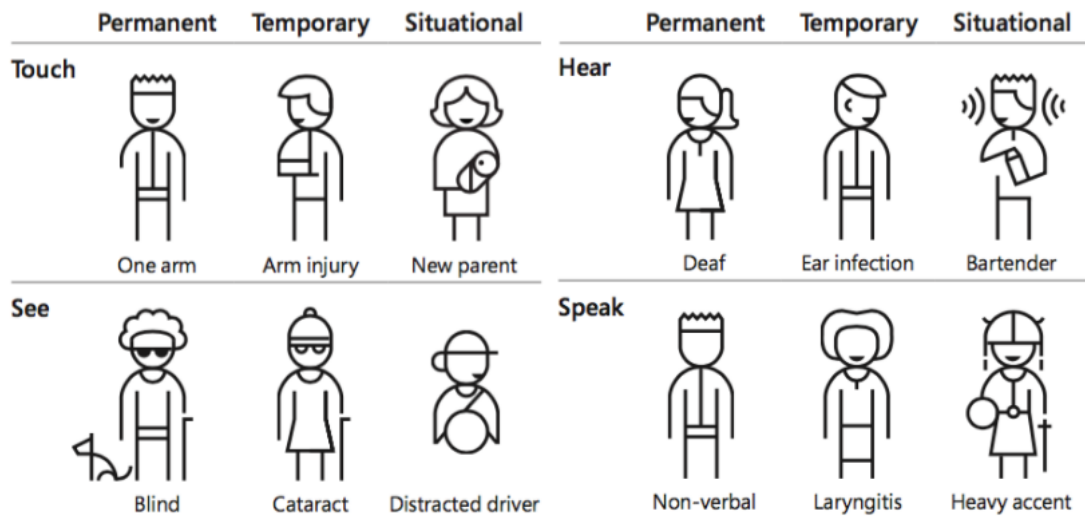 Permanent Temporary Situational
Touch
One arm Arm injury New parent
See
Blind Cataract Distracted driver
Permanent Temporary Situational
Hear
Deaf Ear infection Bartender
Speak
Non-verbal Laryngitis Heavy accent